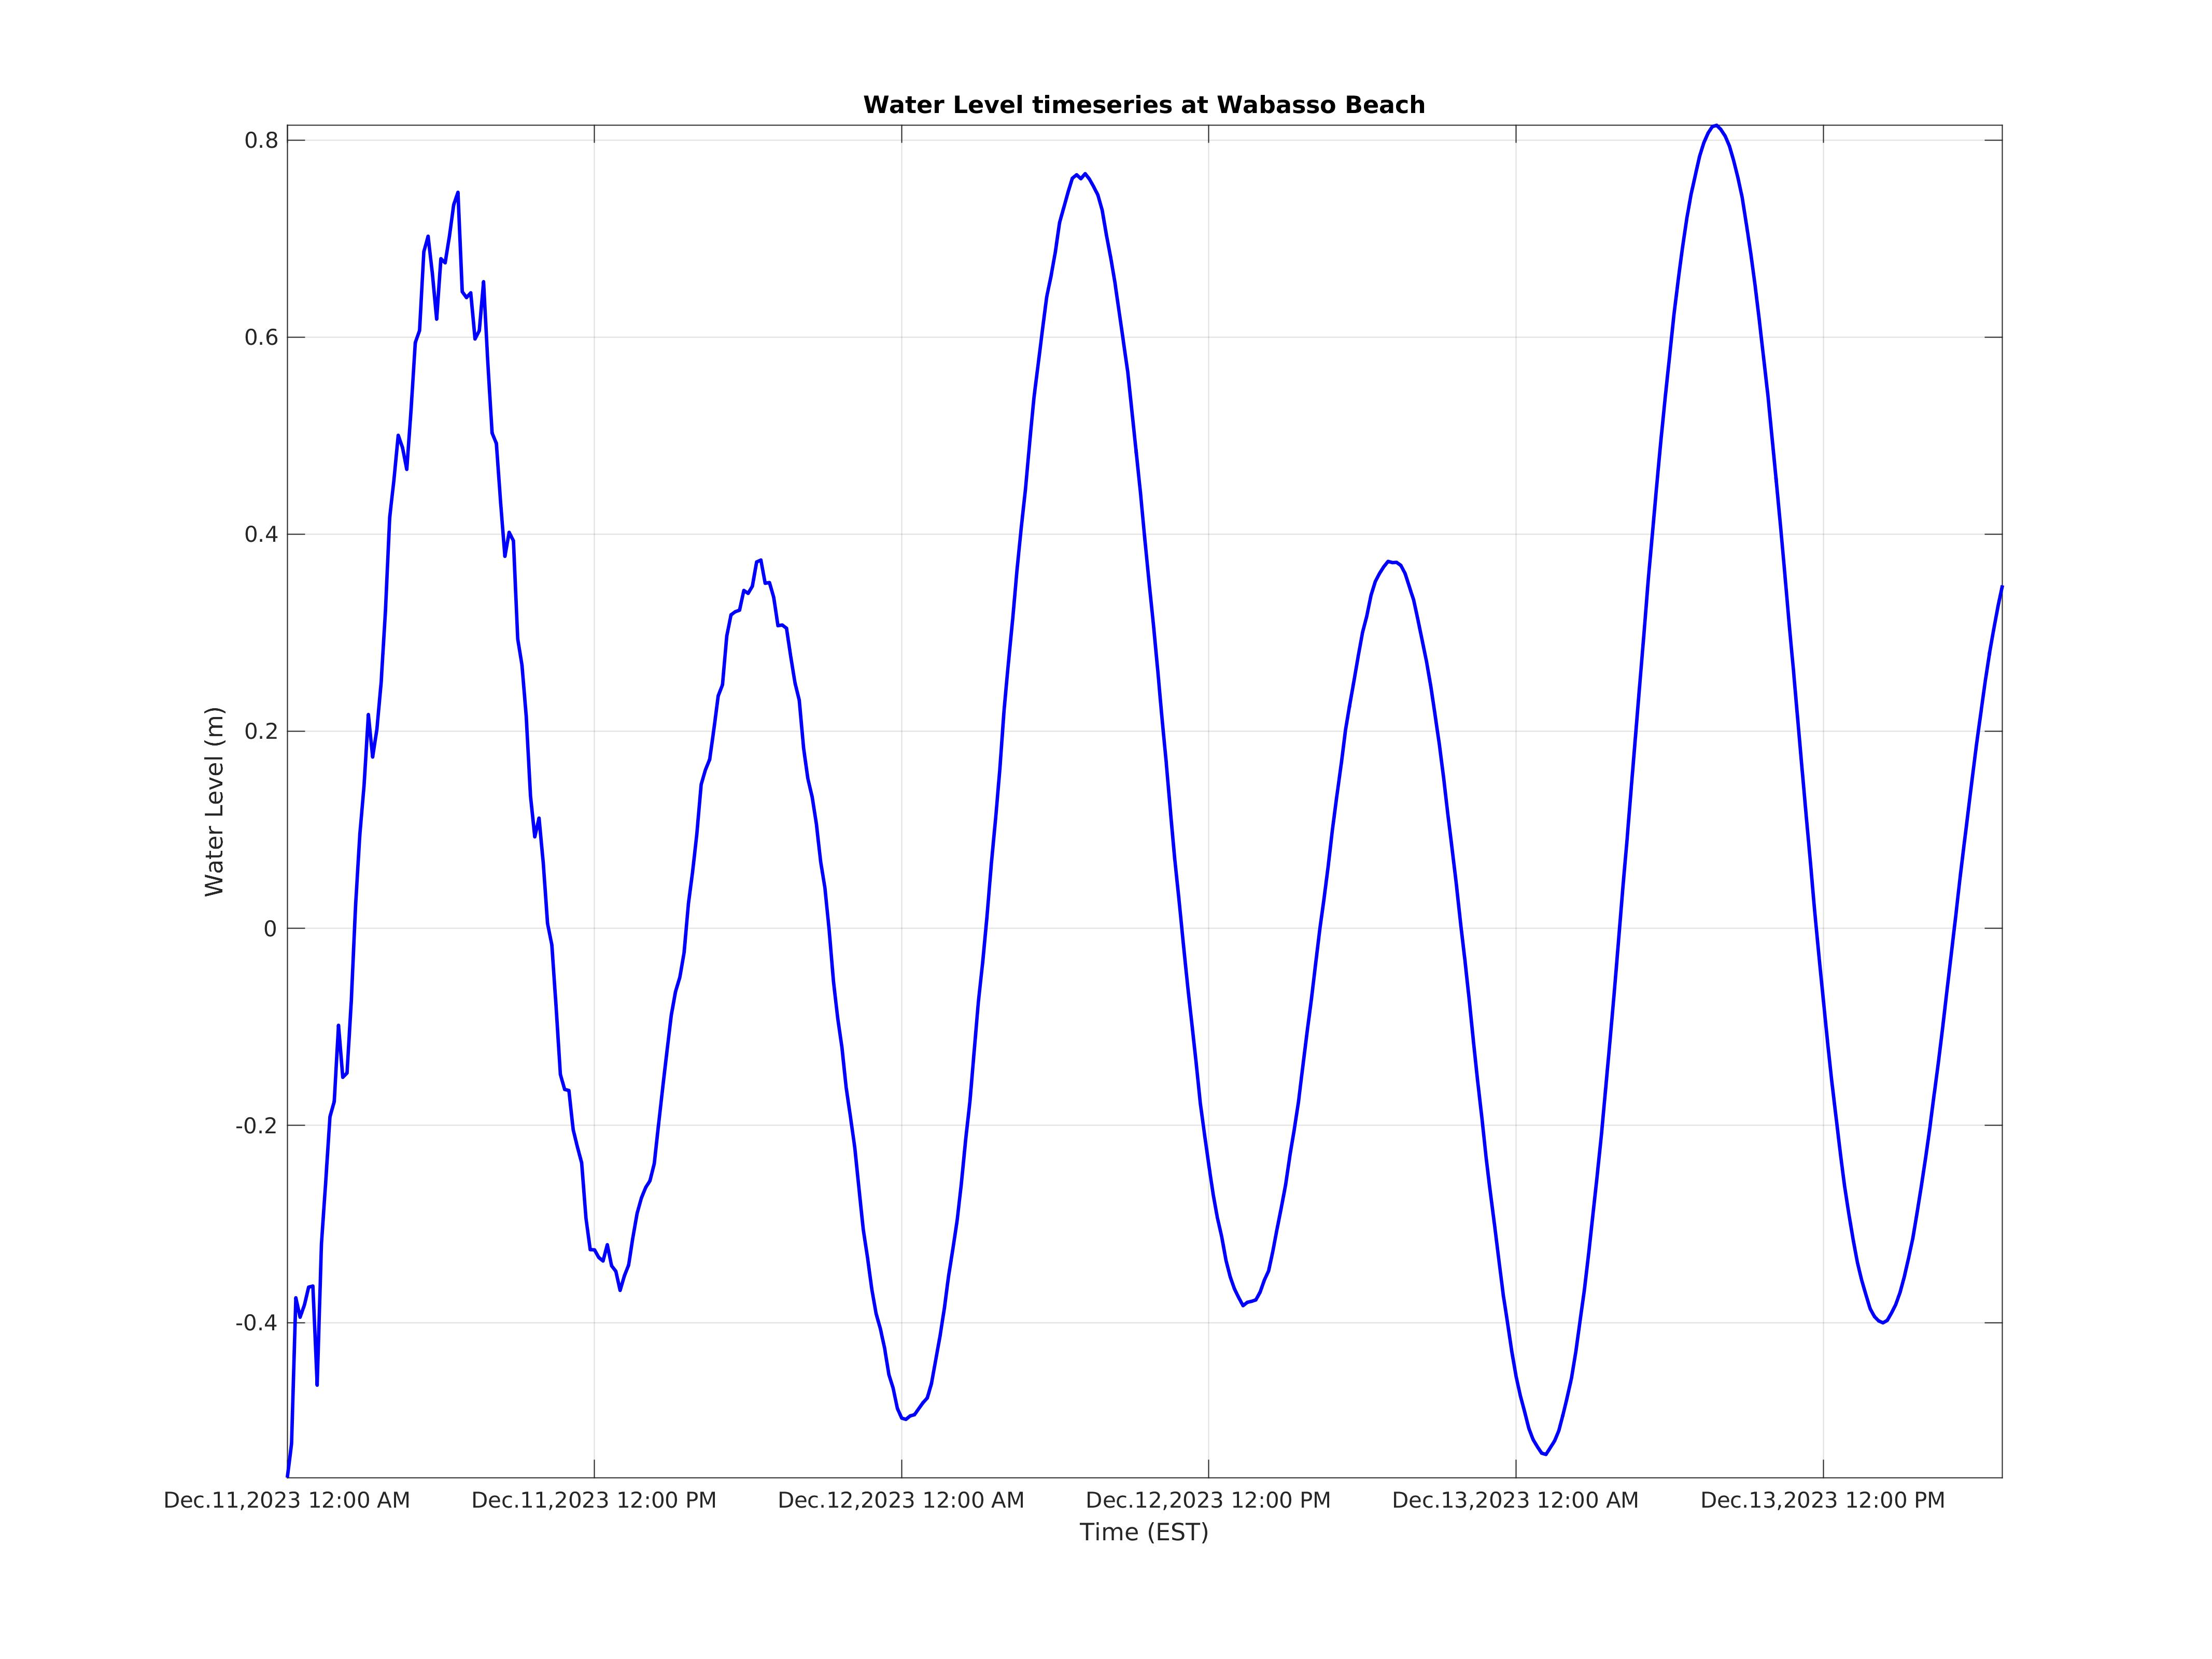 Water Level timeseries at Wabasso Beach
Water Level (m)
0.8
0.6
0.4
0.2
0
-0.2
-0.4
Dec.11,2023 12:00 AM
Dec.11,2023 12:00 PM
Dec.12,2023 12:00 AM
Dec.12,2023 12:00 PM
Dec.13,2023 12:00 AM
Dec.13,2023 12:00 PM
Time (EST)